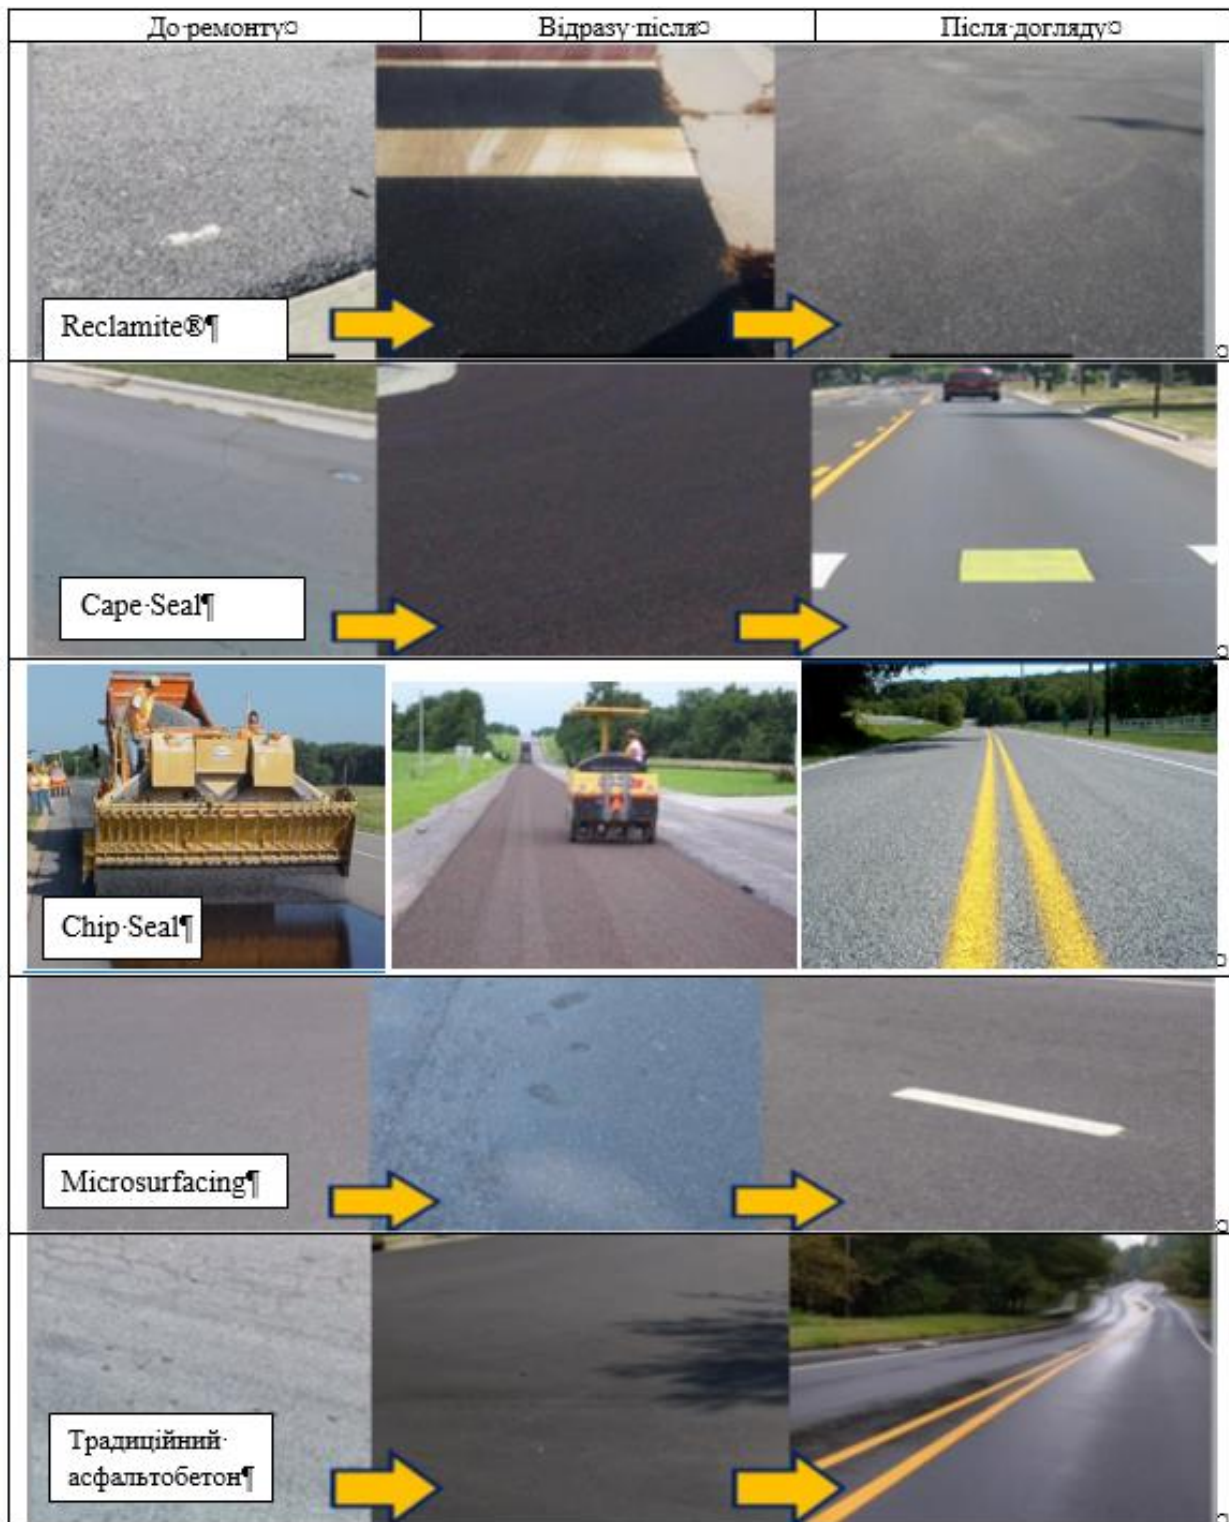 До·ремонту¤
Відразу·після¤
Після·догляду¤
Reclamite®¶
Cape·Seal¶
Chip·Seal¶
Microsurfacing¶
Традиційний·
асфальтобетон¶